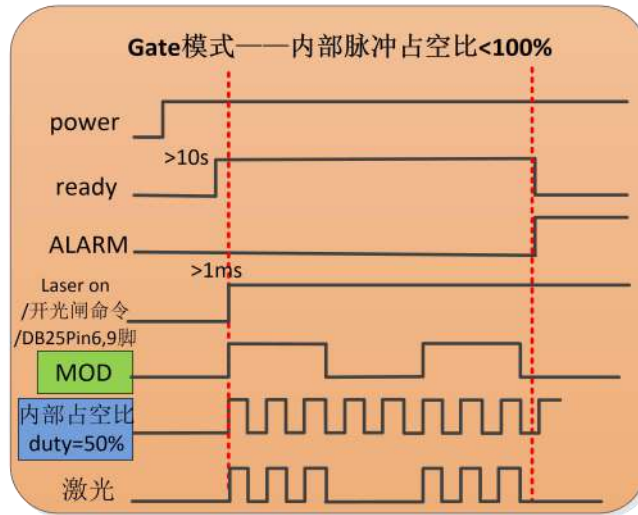 Gate模式——内部脉冲占空比<100%
power
>10s
ready
ALARM
>1ms
Laser on
/开光闸命令
/DB25Pin6,9脚
MOD
内部占空比
duty=50%
激光